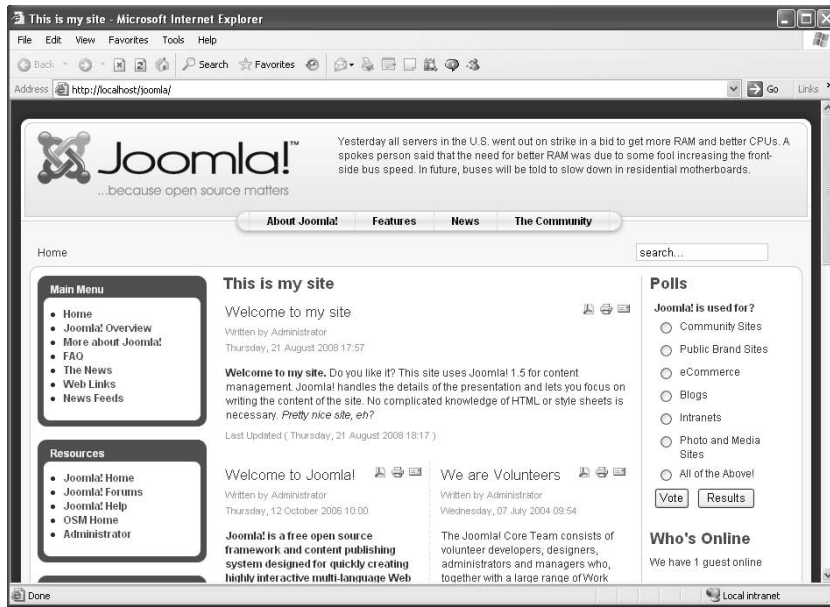 This is my site - Microsoft Internet Explorer
File Edit View Favorites Tools Help
Back Search Favorites
Address http://localhost/joomla/ Go Links
Joomla!™
...because open source matters
Yesterday all servers in the U.S. went out on strike in a bid to get more RAM and better CPUs. A
spokes person said that the need for better RAM was due to some fool increasing the front-
side bus speed. In future, buses will be told to slow down in residential motherboards.
About Joomla! Features News The Community
Home
search...
Main Menu
Home
Joomla! Overview
More about Joomla!
FAQ
The News
Web Links
News Feeds
Resources
Joomla! Home
Joomla! Forums
Joomla! Help
OSM Home
Administrator
This is my site
Welcome to my site
Written by Administrator
Thursday, 21 August 2008 17:57
Welcome to my site. Do you like it? This site uses Joomla! 1.5 for content
management. Joomla! handles the details of the presentation and lets you focus on
writing the content of the site. No complicated knowledge of HTML or style sheets is
necessary. Pretty nice site, eh?
Last Updated ( Thursday, 21 August 2008 18:17 )
Welcome to Joomla!
Written by Administrator
Thursday, 12 October 2006 10:00
Joomla! is a free open source
framework and content publishing
system designed for quickly creating
highly interactive multi-language Web
We are Volunteers
Written by Administrator
Wednesday, 07 July 2004 09:54
The Joomla! Core Team consists of
volunteer developers, designers,
administrators and managers who,
together with a large range of Work
Polls
Joomla! is used for?
Community Sites
Public Brand Sites
eCommerce
Blogs
Intranets
Photo and Media
Sites
All of the Above!
Vote Results
Who's Online
We have 1 guest online
Done
Local intranet